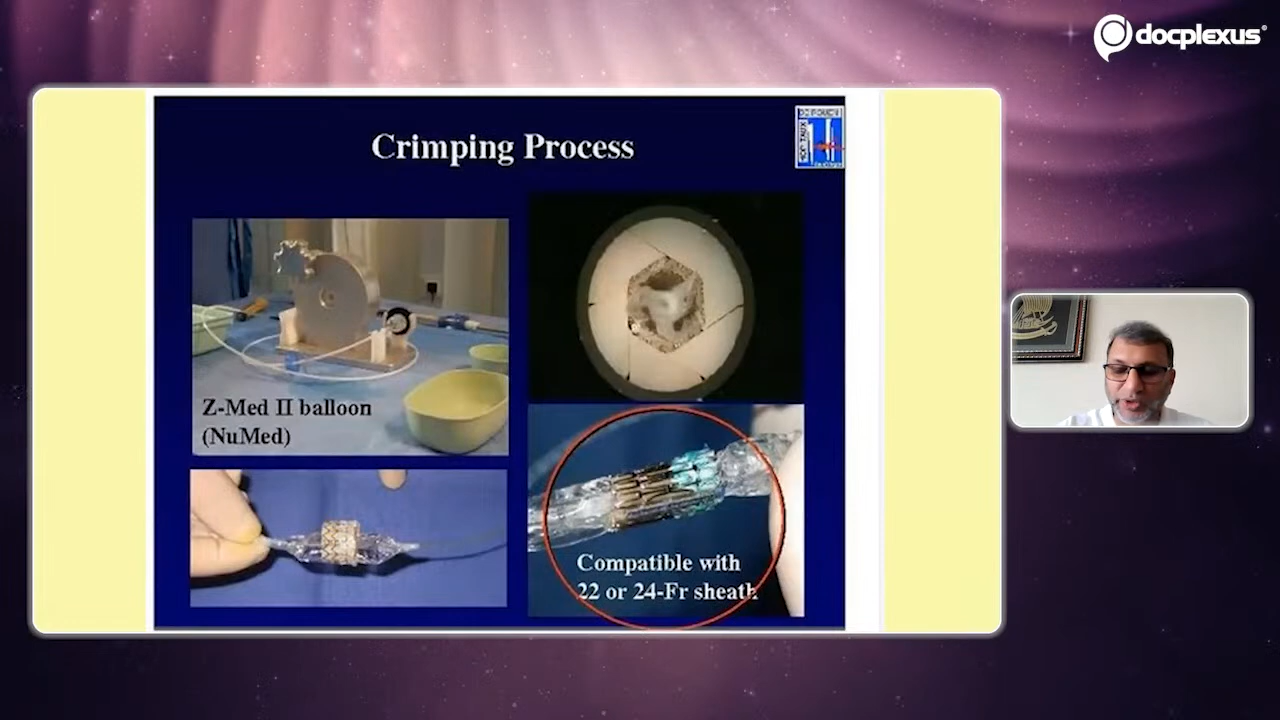 docplexus®
Crimping Process
Z-Med II balloon
(NuMed)
Compatible with
22 or 24-Fr sheath